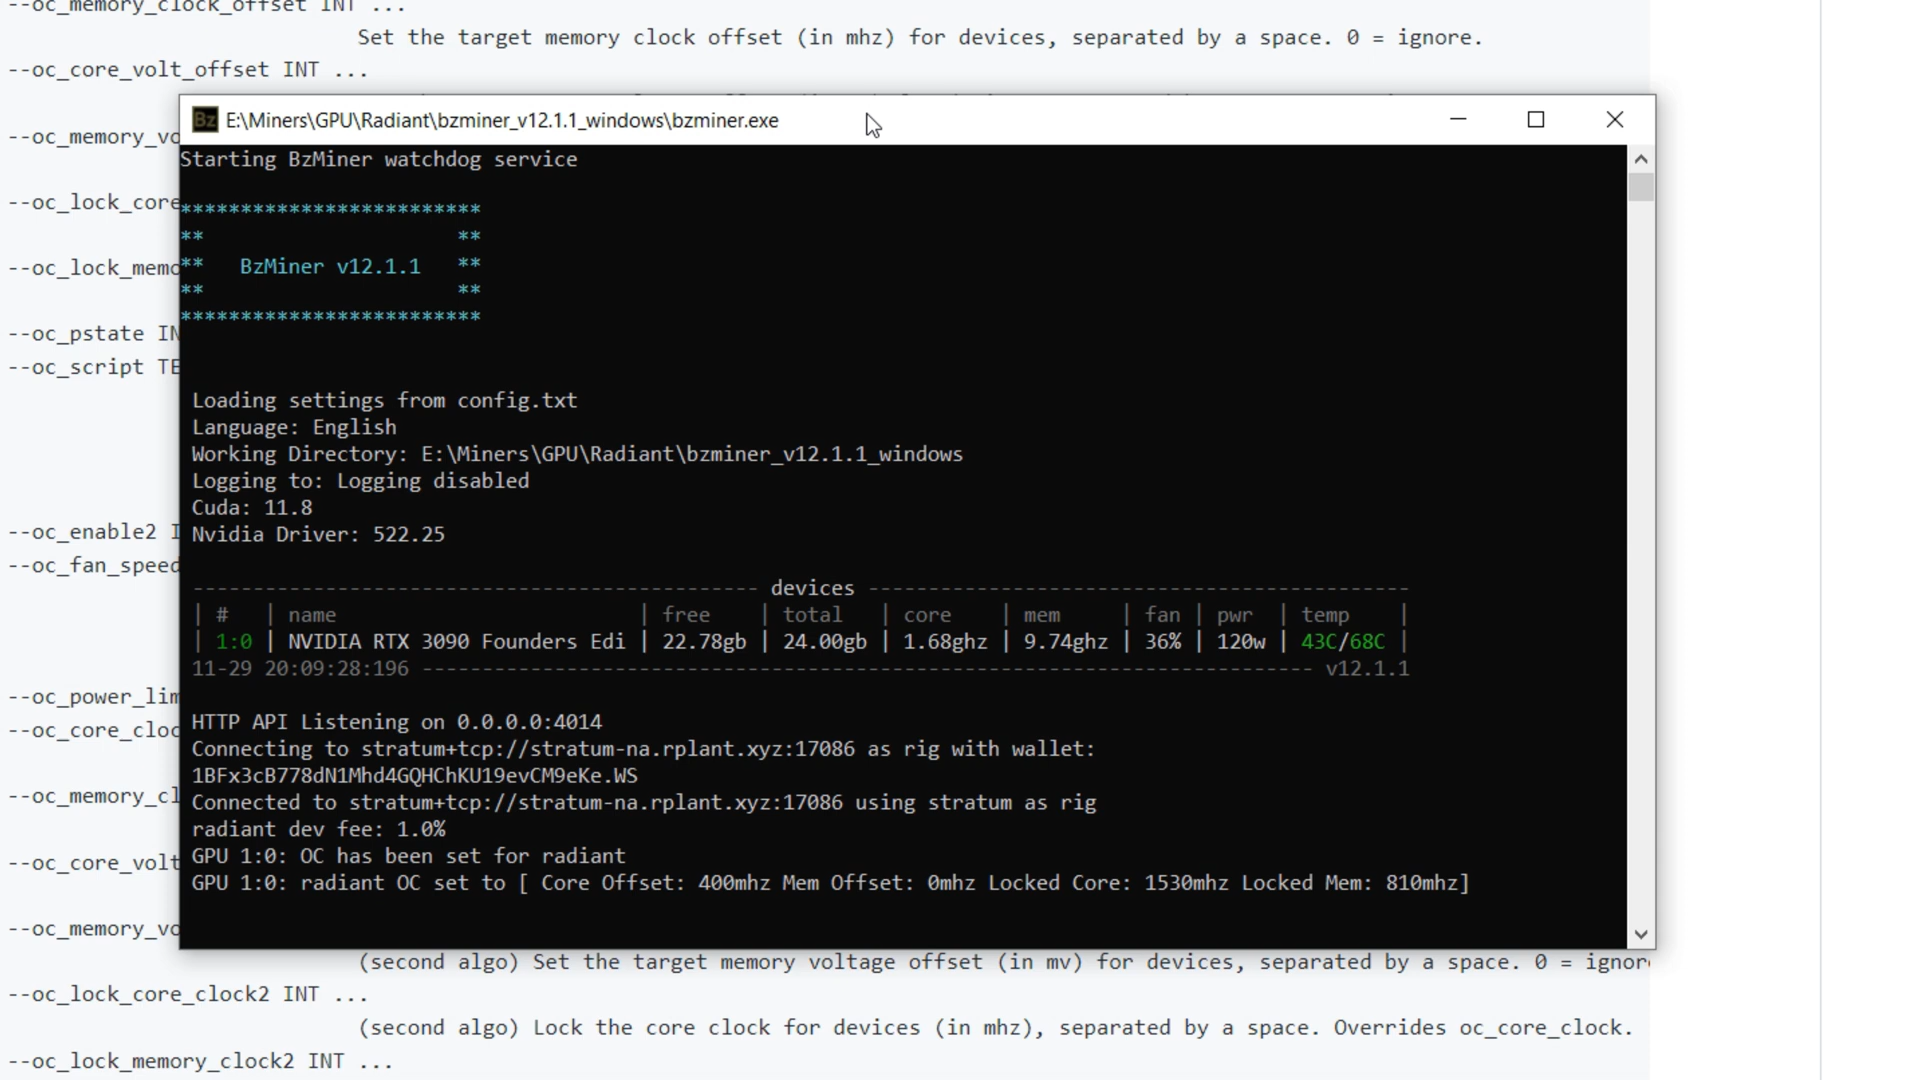 --oc_memory_clock_offset INT ...
Set the target memory clock offset (in mhz) for devices, separated by a space. 0 = ignore.
--oc_core_volt_offset INT ...
E:\Miners\GPU\Radiant\bzminer_v12.1.1_windows\bzminer.exe
--oc_memory_vo
Starting BzMiner watchdog service
--oc_lock_core
*************************
** **
** BzMiner v12.1.1 **
--oc_lock_memo
** **
*************************
--oc_pstate IN
--oc_script TE
Loading settings from config.txt
Language: English
Working Directory: E:\Miners\GPU\Radiant\bzminer_v12.1.1_windows
Logging to: Logging disabled
Cuda: 11.8
--oc_enable2 I
Nvidia Driver: 522.25
--oc_fan_speed
----------------------------------------------- devices ---------------------------------------------
| # | name | free | total | core | mem | fan | pwr | temp |
| 1:0 | NVIDIA RTX 3090 Founders Edi | 22.78gb | 24.00gb | 1.68ghz | 9.74ghz | 36% | 120w | 43C/68C |
11-29 20:09:28:196 -------------------------------------------------------------------------- v12.1.1
--oc_power_lim
HTTP API Listening on 0.0.0.0:4014
--oc_core_cloc
Connecting to stratum+tcp://stratum-na.rplant.xyz:17086 as rig with wallet:
1BFx3cB778dN1Mhd4GQHChKU19evCM9eKe.WS
--oc_memory_cl
Connected to stratum+tcp://stratum-na.rplant.xyz:17086 using stratum as rig
radiant dev fee: 1.0%
--oc_core_volt
GPU 1:0: OC has been set for radiant
GPU 1:0: radiant OC set to [ Core Offset: 400mhz Mem Offset: 0mhz Locked Core: 1530mhz Locked Mem: 810mhz]
--oc_memory_vo
(second algo) Set the target memory voltage offset (in mv) for devices, separated by a space. 0 = ignor
--oc_lock_core_clock2 INT ...
(second algo) Lock the core clock for devices (in mhz), separated by a space. Overrides oc_core_clock.
--oc_lock_memory_clock2 INT ...